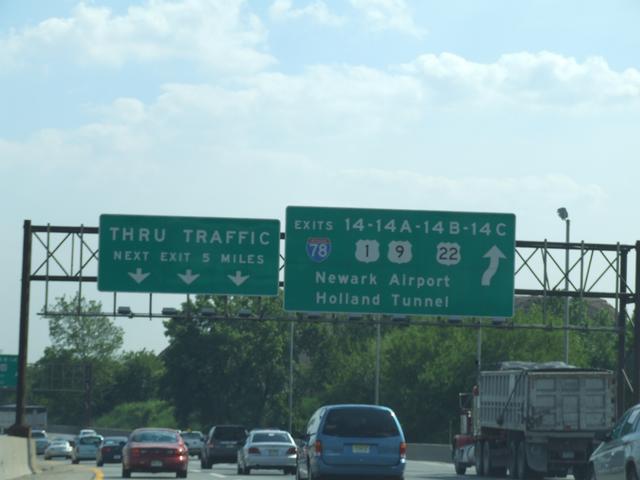 THRU TRAFFIC
NEXT EXIT 5 MILES
EXITS 14-14A-14B-14C
78 1 9 22
Newark Airport
Holland Tunnel